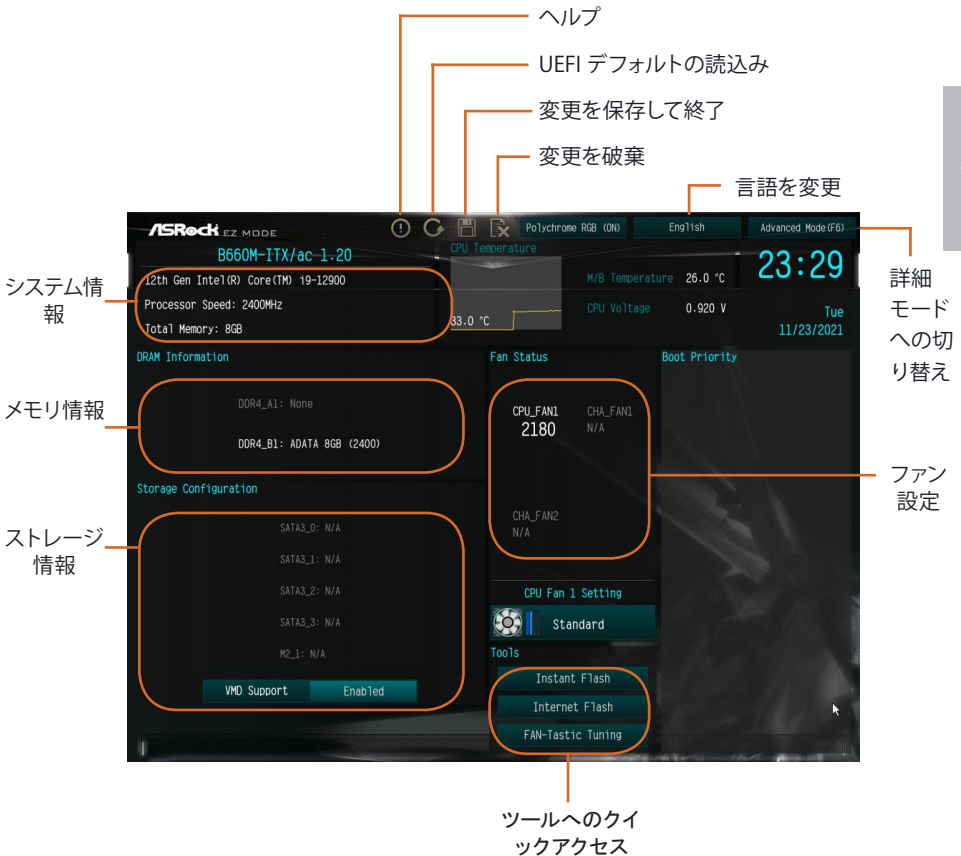 ヘルプ
UEFI デフォルトの読込み
変更を保存して終了
変更を破棄
言語を変更
ASRock EZ MODE
Polychrome RGB (ON)
English
Advanced Mode(F6)
B660M-ITX/ac 1.20
12th Gen Intel(R) Core(TM) i9-12900
Processor Speed: 2400MHz
Total Memory: 8GB
CPU Temperature
33.0 °C
M/B Temperature 26.0 °C
CPU Voltage 0.920 V
23:29
Tue
11/23/2021
システム情
報
詳細
モード
への切
り替え
DRAM Information
DDR4_A1: None
DDR4_B1: ADATA 8GB (2400)
メモリ情報
Fan Status
CPU_FAN1
2180
CHA_FAN1
N/A
CHA_FAN2
N/A
Boot Priority
ファン
設定
Storage Configuration
SATA3_0: N/A
SATA3_1: N/A
SATA3_2: N/A
SATA3_3: N/A
M2_1: N/A
VMD Support Enabled
ストレージ
情報
CPU Fan 1 Setting
Standard
Tools
Instant Flash
Internet Flash
FAN-Tastic Tuning
ツールへのクイ
ックアクセス